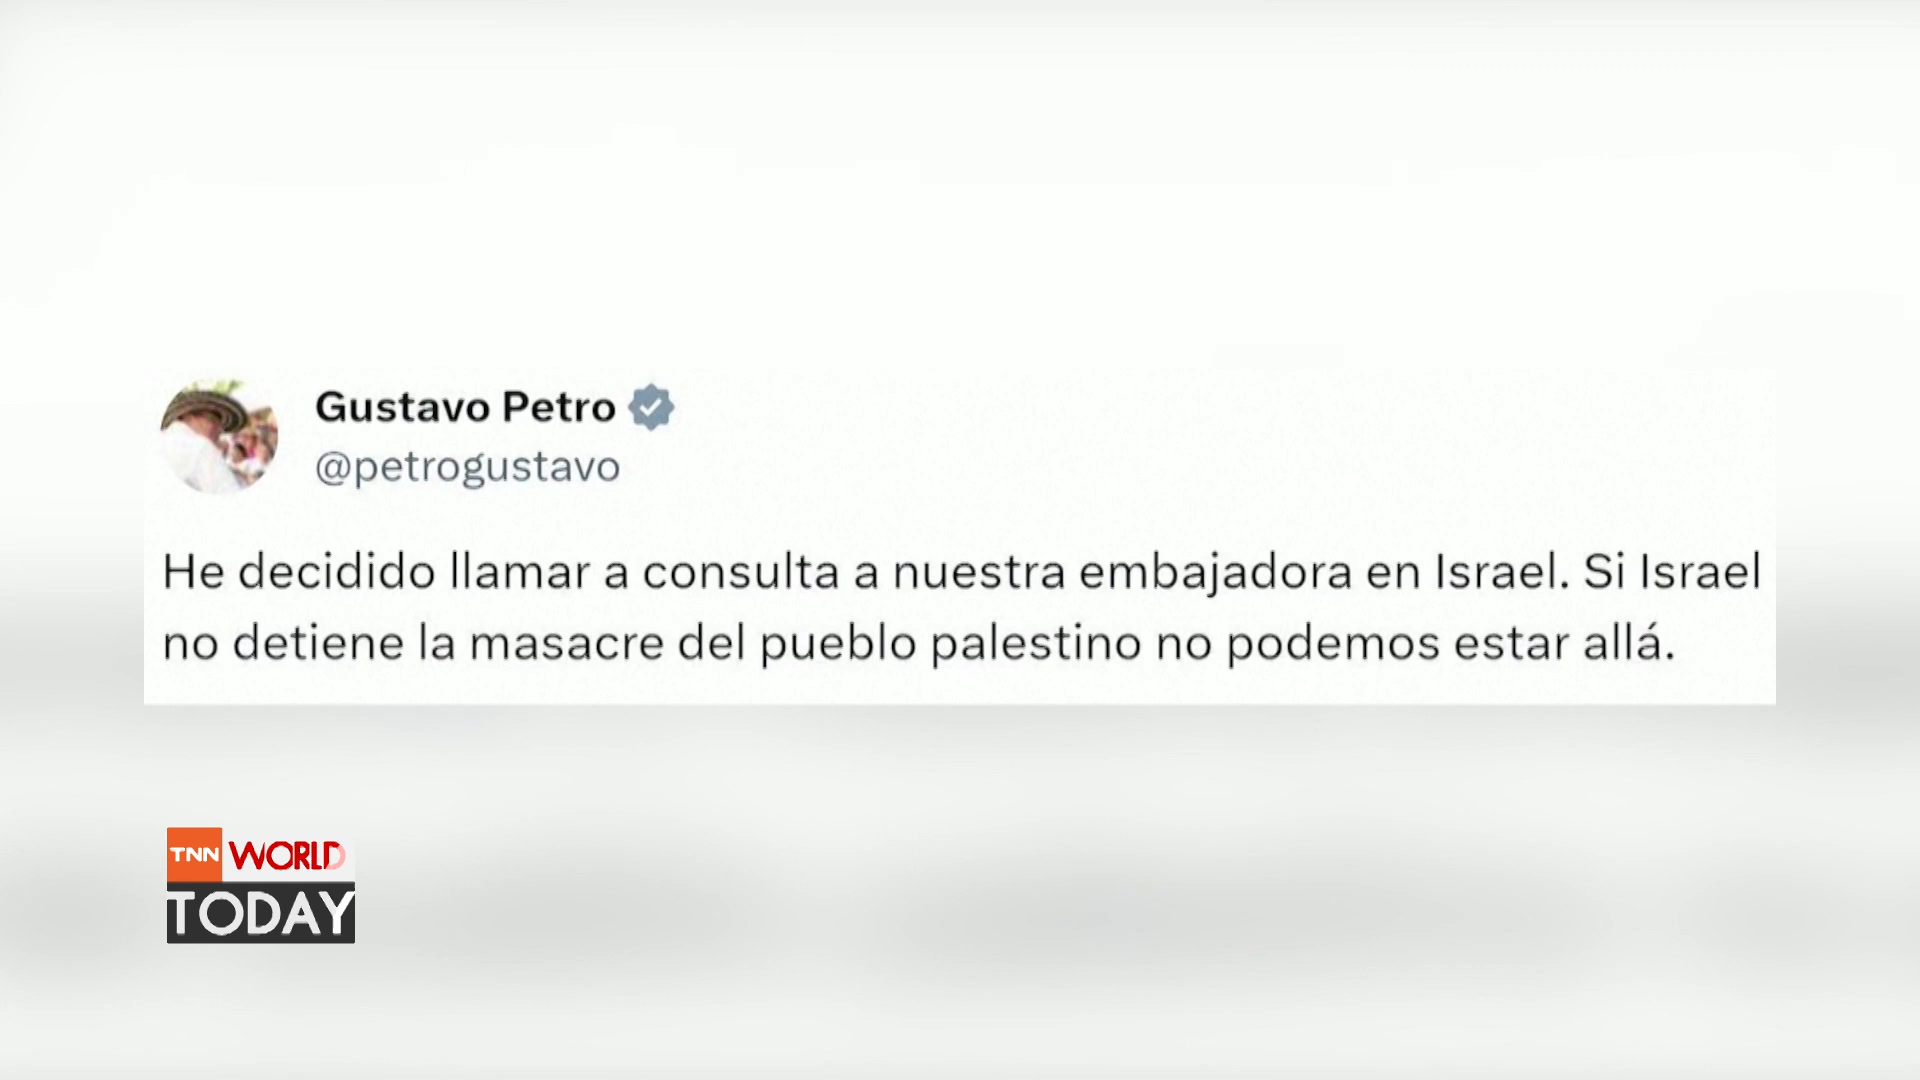 Gustavo Petro
@petrogustavo
He decidido llamar a consulta a nuestra embajadora en Israel. Si Israel
no detiene la masacre del pueblo palestino no podemos estar allá.
TNN WORLD
TODAY